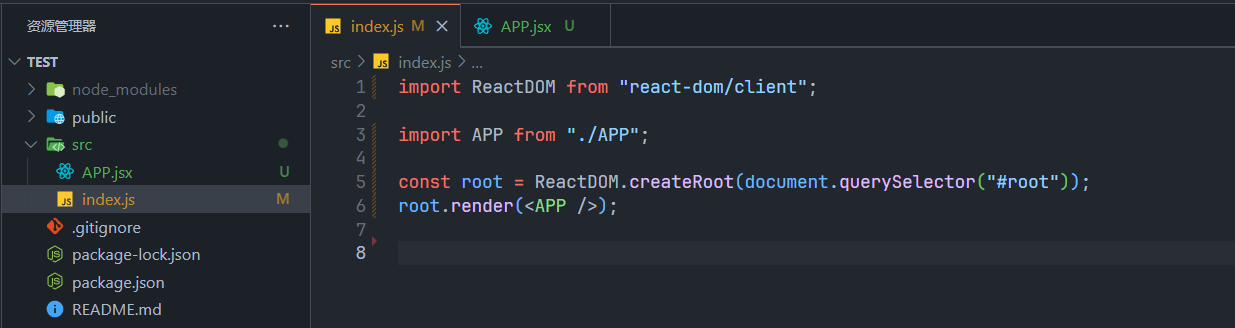 资源管理器 ...
TEST
node_modules
public
src
APP.jsx U
index.js M
.gitignore
package-lock.json
package.json
README.md
JS index.js M
APP.jsx U
src > JS index.js > ...
1 import ReactDOM from "react-dom/client";
2
3 import APP from "./APP";
4
5 const root = ReactDOM.createRoot(document.querySelector("#root"));
6 root.render(<APP />);
7
8